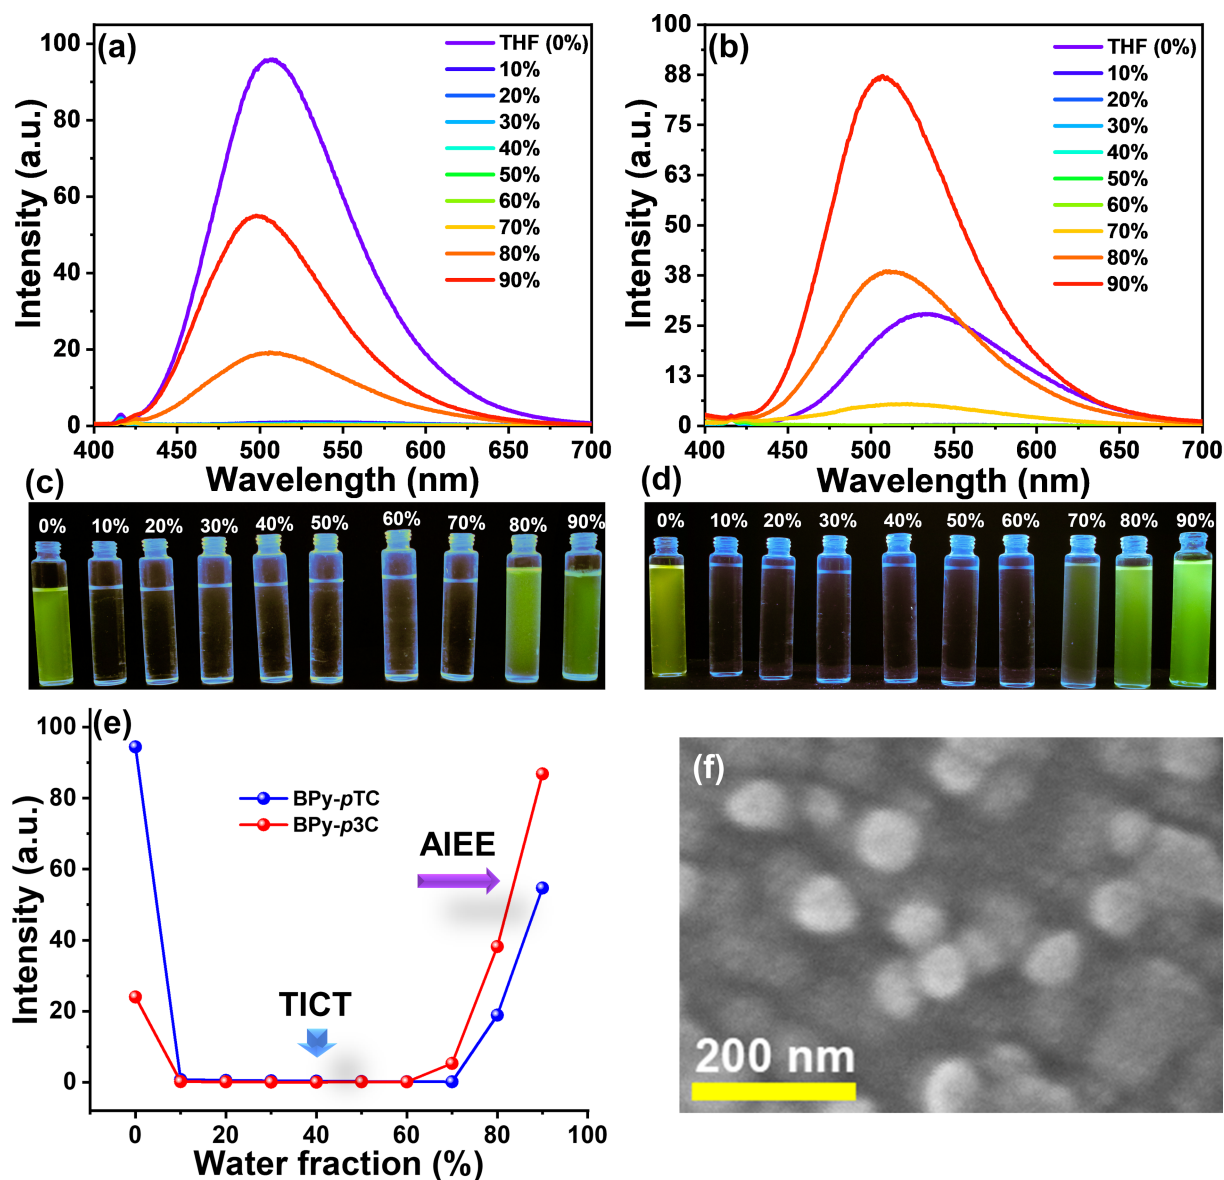 (a)
100
80
60
40
20
0
400 450 500 550 600 650 700
Intensity (a.u.)
Wavelength (nm)
THF (0%)
10%
20%
30%
40%
50%
60%
70%
80%
90%
(b)
100
88
75
63
50
38
25
13
0
400 450 500 550 600 650 700
Intensity (a.u.)
Wavelength (nm)
THF (0%)
10%
20%
30%
40%
50%
60%
70%
80%
90%
(c)
0% 10% 20% 30% 40% 50% 60% 70% 80% 90%
(d)
0% 10% 20% 30% 40% 50% 60% 70% 80% 90%
(e)
100
80
60
40
20
0
0 20 40 60 80 100
Intensity (a.u.)
Water fraction (%)
BPy-pTC
BPy-p3C
AIEE
TICT
(f)
200 nm